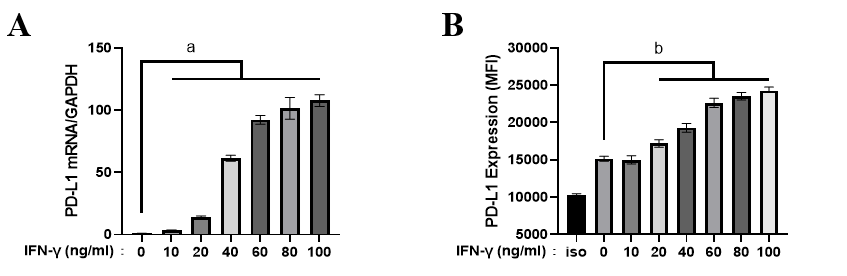 A
B
a
b
PD-L1 mRNA/GAPDH
150
100
50
0
IFN-γ (ng/ml) : 0 10 20 40 60 80 100
PD-L1 Expression (MFI)
30000
25000
20000
15000
10000
5000
IFN-γ (ng/ml) : iso 0 10 20 40 60 80 100